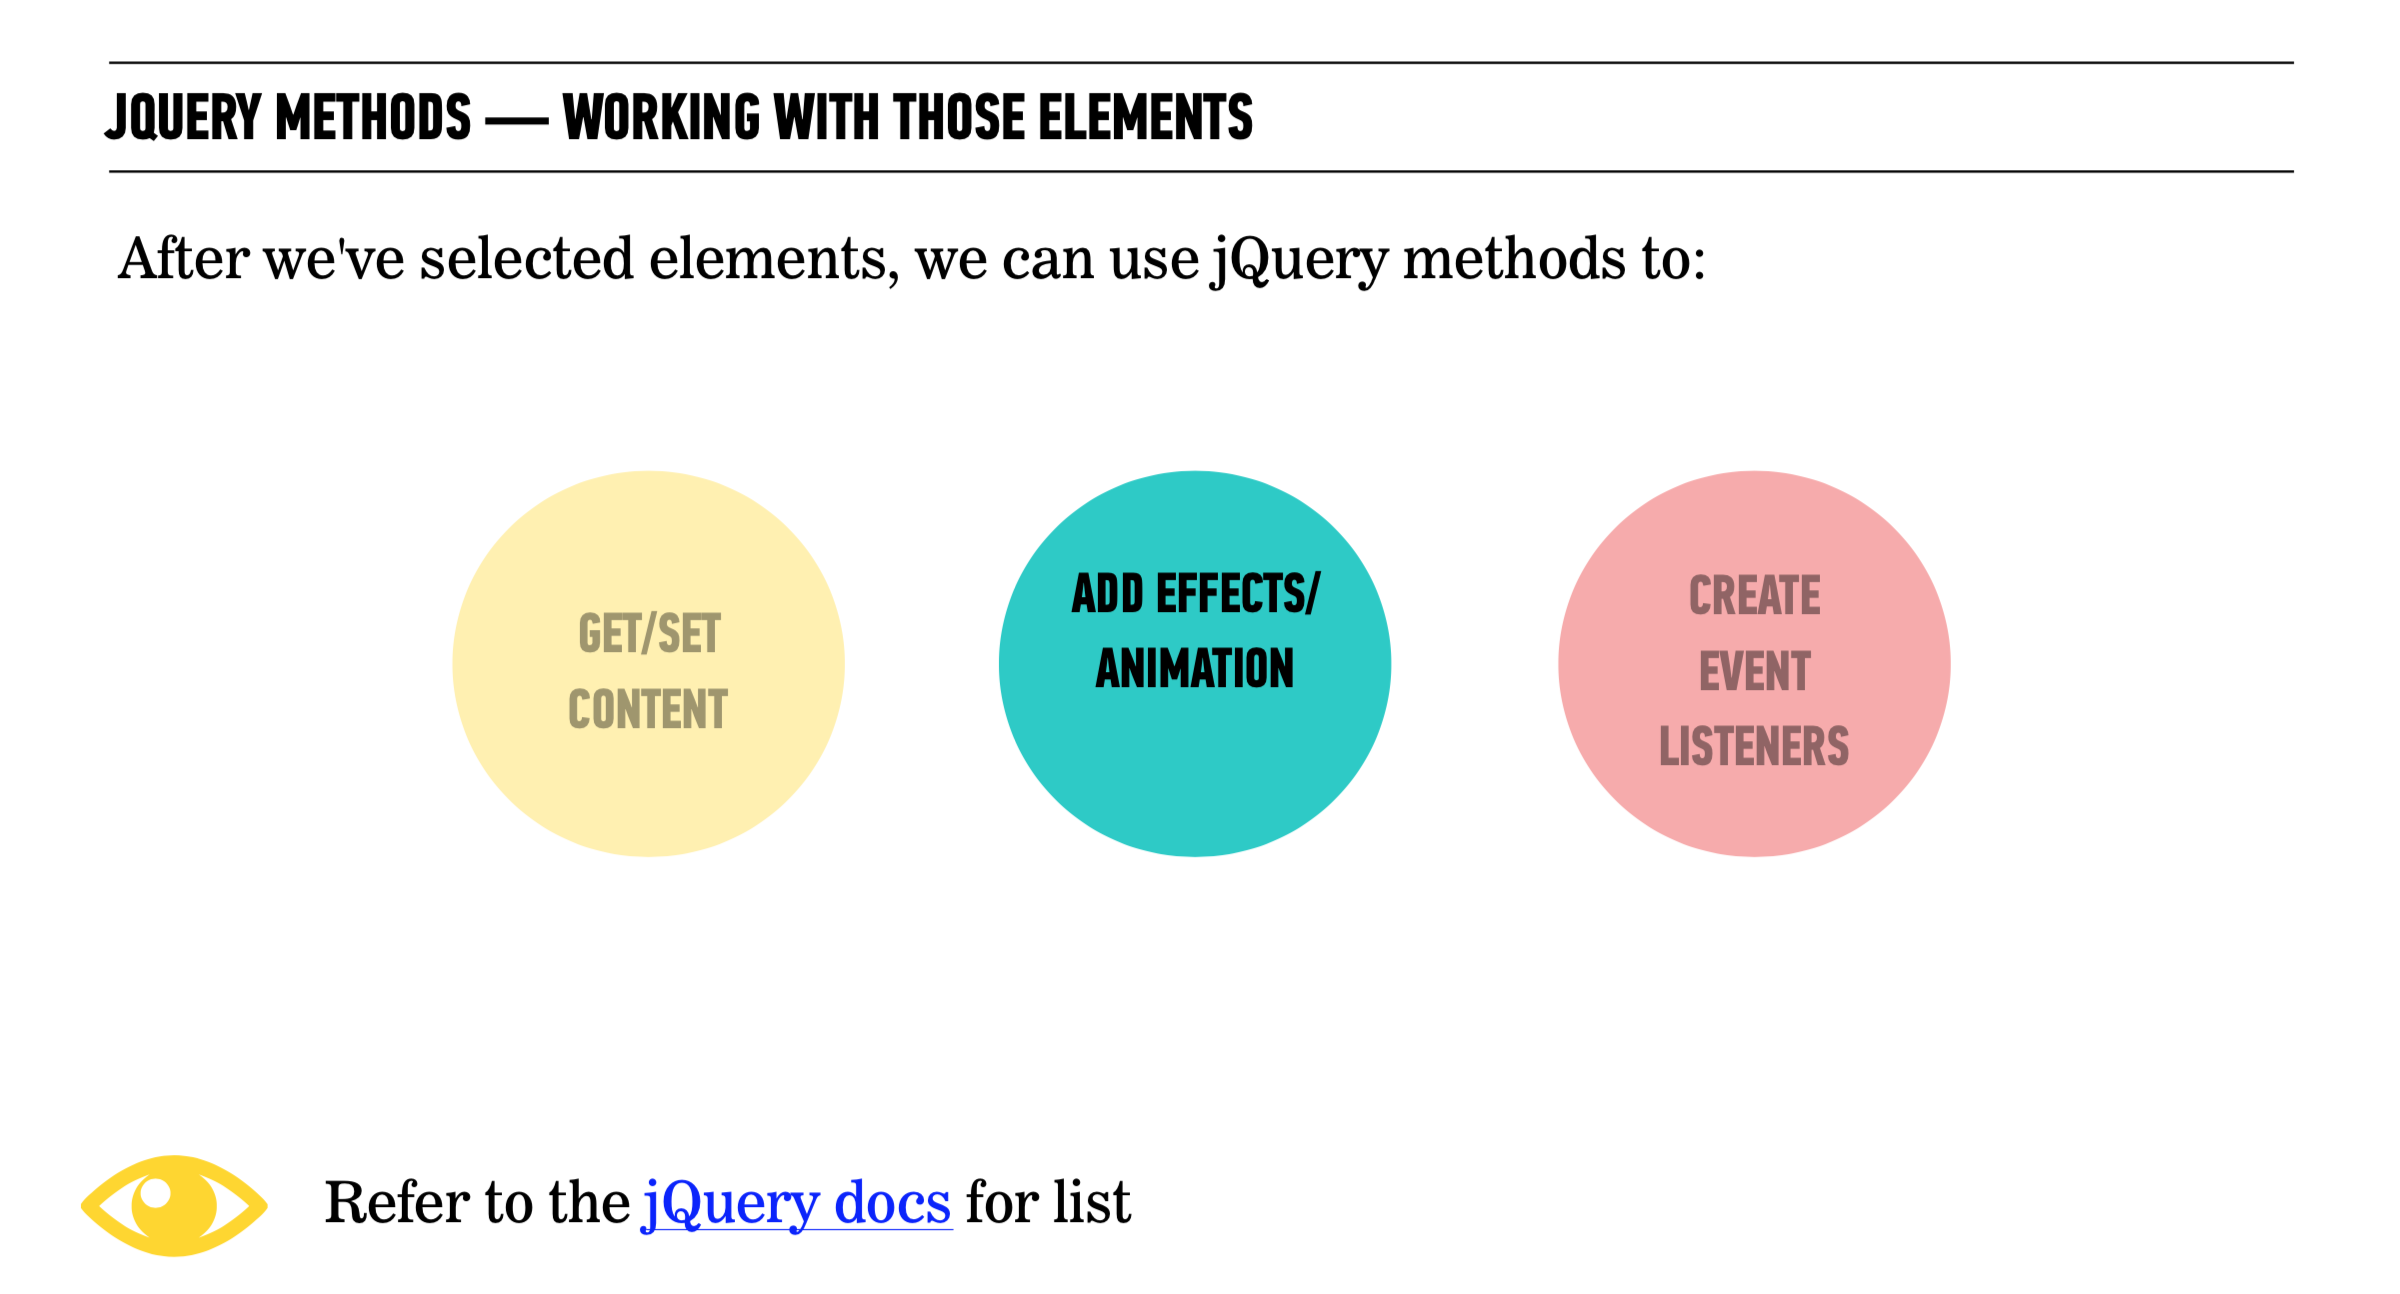 JQUERY METHODS — WORKING WITH THOSE ELEMENTS
After we've selected elements, we can use jQuery methods to:
GET/SET
CONTENT
ADD EFFECTS/
ANIMATION
CREATE
EVENT
LISTENERS
Refer to the jQuery docs for list